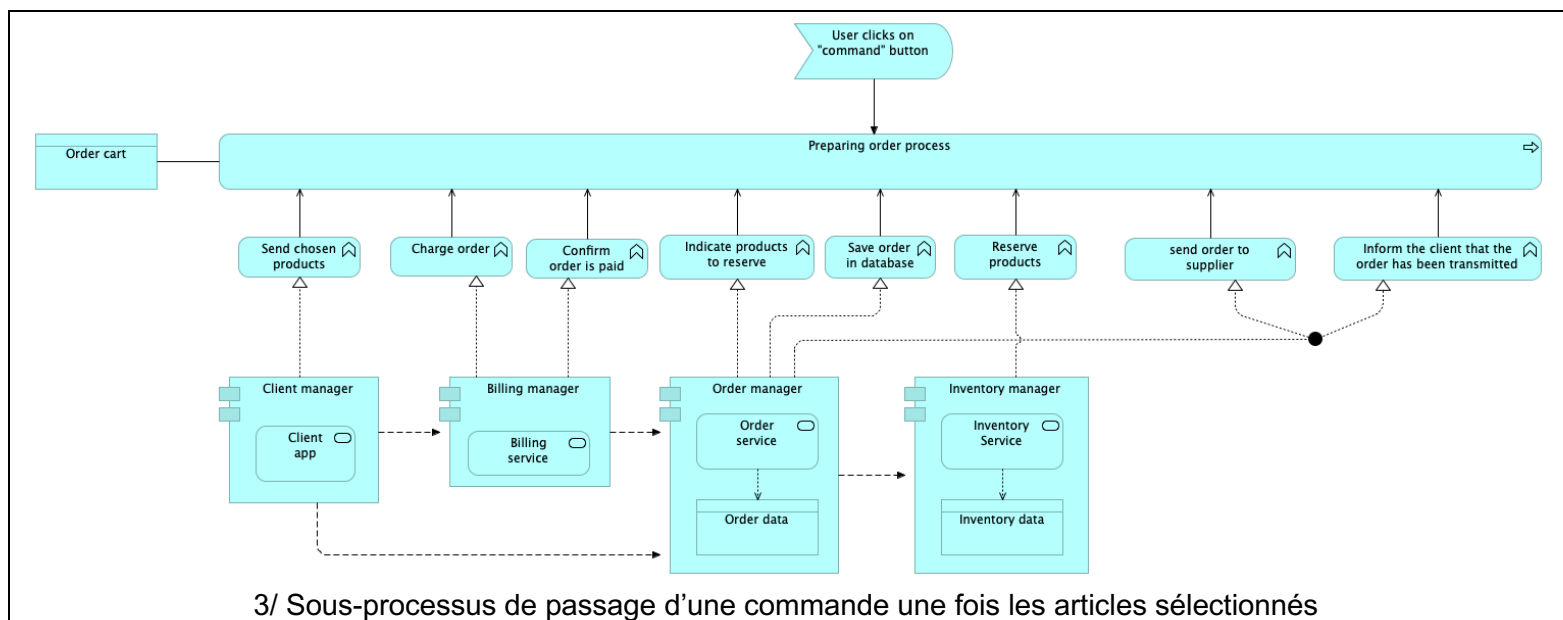 User clicks on
"command" button
Order cart
Preparing order process
Send chosen
products
Charge order
Confirm
order is paid
Indicate products
to reserve
Save order
in database
Reserve
products
send order to
supplier
Inform the client that the
order has been transmitted
Client manager
Client
app
Billing manager
Billing
service
Order manager
Order
service
Order data
Inventory manager
Inventory
Service
Inventory data
3/ Sous-processus de passage d’une commande une fois les articles sélectionnés